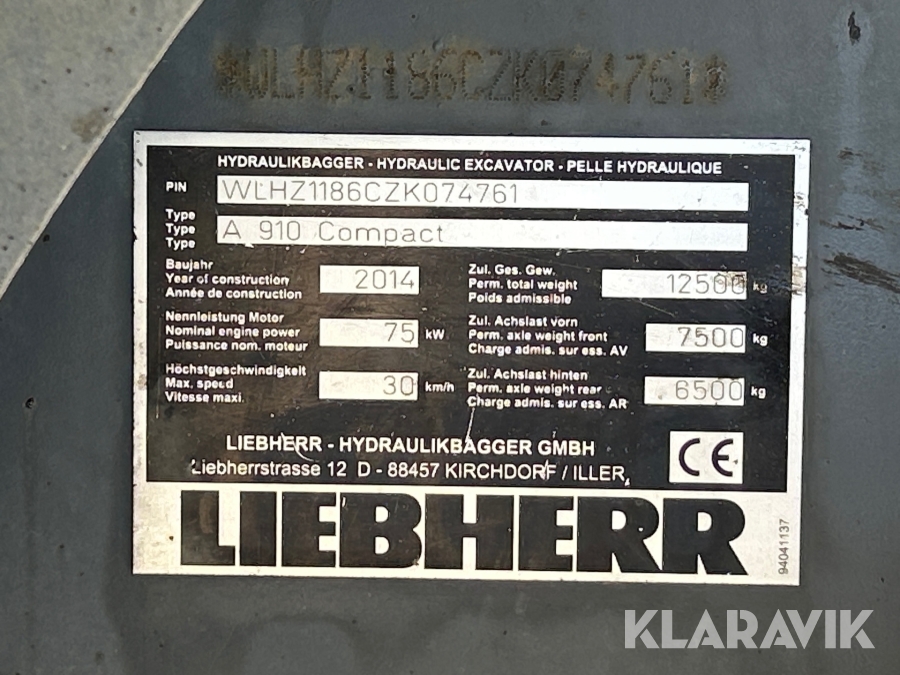 *WLHZ1186CZK074761*
HYDRAULIKBAGGER - HYDRAULIC EXCAVATOR - PELLE HYDRAULIQUE
PIN WLHZ1186CZK074761
Type
Type A 910 Compact
Type
Baujahr
Year of construction 2014
Année de construction
Zul. Ges. Gew.
Perm. total weight 12500 kg
Poids admissible
Nennleistung Motor
Nominal engine power 75 kW
Puissance nom. moteur
Zul. Achslast vorn
Perm. axle weight front 7500 kg
Charge admis. sur ess. AV
Höchstgeschwindigkeit
Max. speed 30 km/h
Vitesse maxi.
Zul. Achslast hinten
Perm. axle weight rear 6500 kg
Charge admis. sur ess. AR
LIEBHERR - HYDRAULIKBAGGER GMBH
Liebherrstrasse 12 D - 88457 KIRCHDORF / ILLER
CE
LIEBHERR
94041137
KLARAVIK